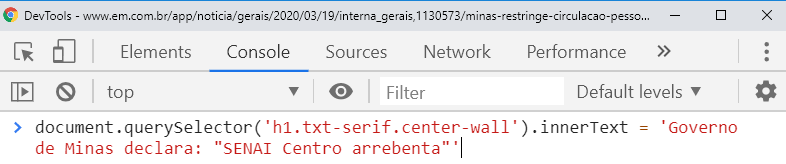 DevTools - www.em.com.br/app/noticia/gerais/2020/03/19/interna_gerais,1130573/minas-restringe-circulacao-pesso...
Elements Console Sources Network Performance »
top Filter Default levels
> document.querySelector('h1.txt-serif.center-wall').innerText = 'Governo
de Minas declara: "SENAI Centro arrebenta"'